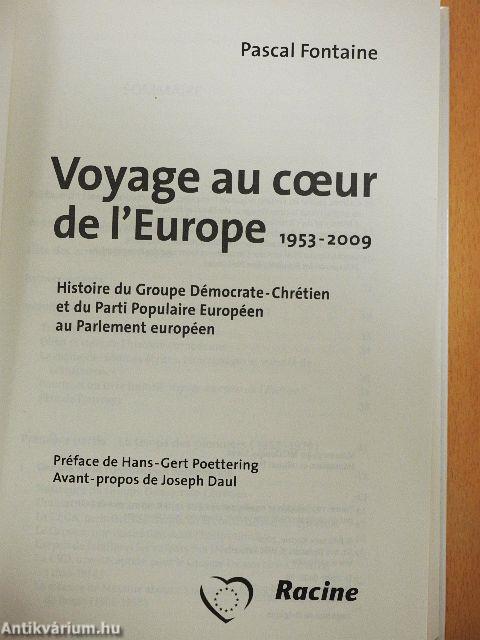 Pascal Fontaine
Voyage au cœur
de l'Europe 1953-2009
Histoire du Groupe Démocrate-Chrétien
et du Parti Populaire Européen
au Parlement européen
Préface de Hans-Gert Poettering
Avant-propos de Joseph Daul
Racine
Antikvárium.hu